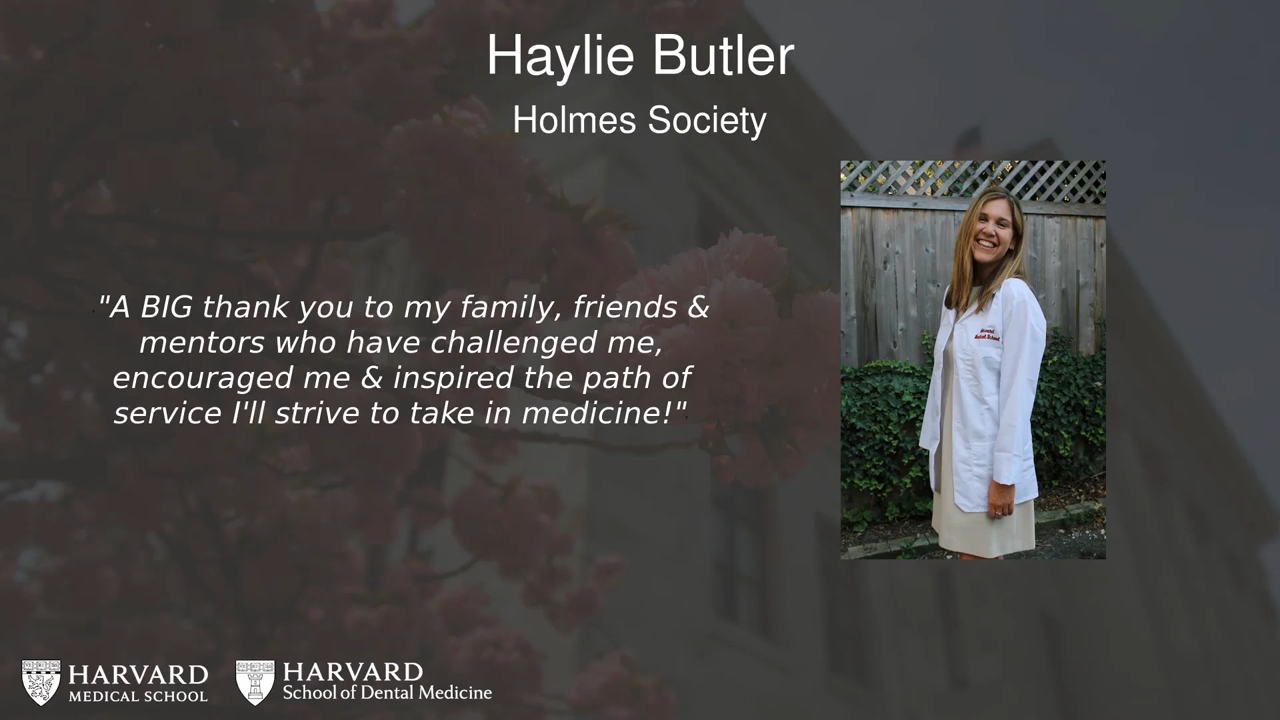 Haylie Butler
Holmes Society
"A BIG thank you to my family, friends &
mentors who have challenged me,
encouraged me & inspired the path of
service I'll strive to take in medicine!"
HARVARD
MEDICAL SCHOOL
HARVARD
School of Dental Medicine